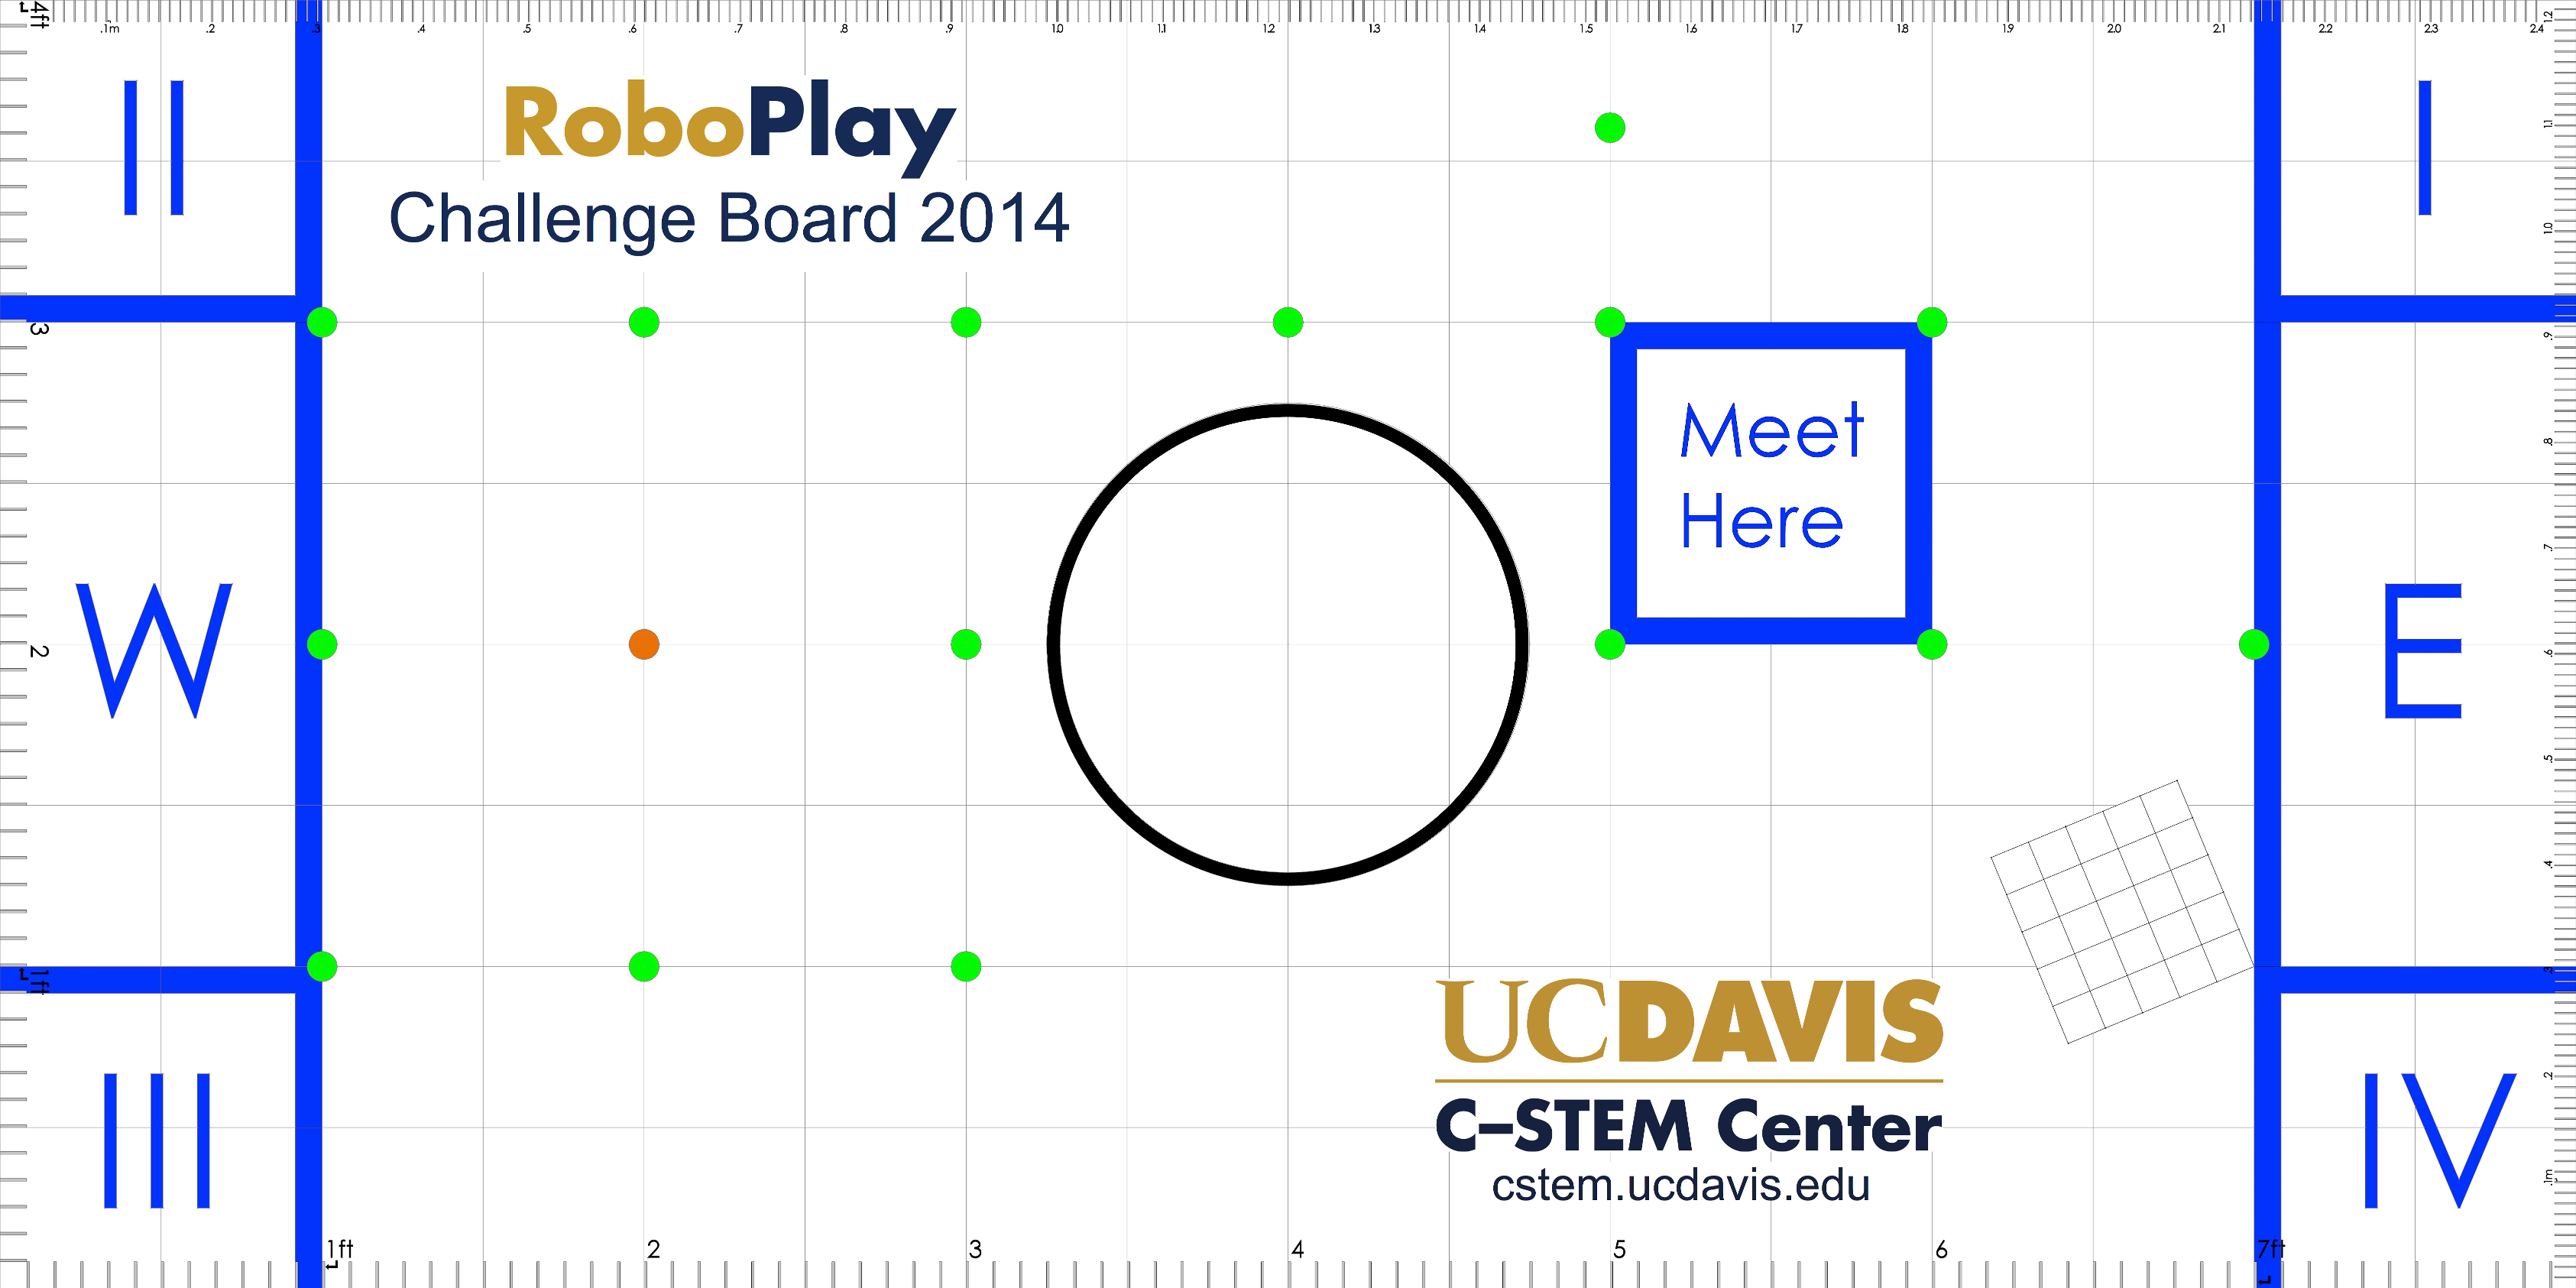 4ft
.1m .2 .3 .4 .5 .6 .7 .8 .9 1.0 1.1 1.2 1.3 1.4 1.5 1.6 1.7 1.8 1.9 2.0 2.1 2.2 2.3 2.4
1.2
II
RoboPlay
Challenge Board 2014
I
1.1
1.0
3
.9
Meet
Here
.8
.7
W
2
E
.6
.5
.4
1ft
.3
UCDAVIS
C–STEM Center
cstem.ucdavis.edu
III
IV
.2
.1m
1ft 2 3 4 5 6 7ft